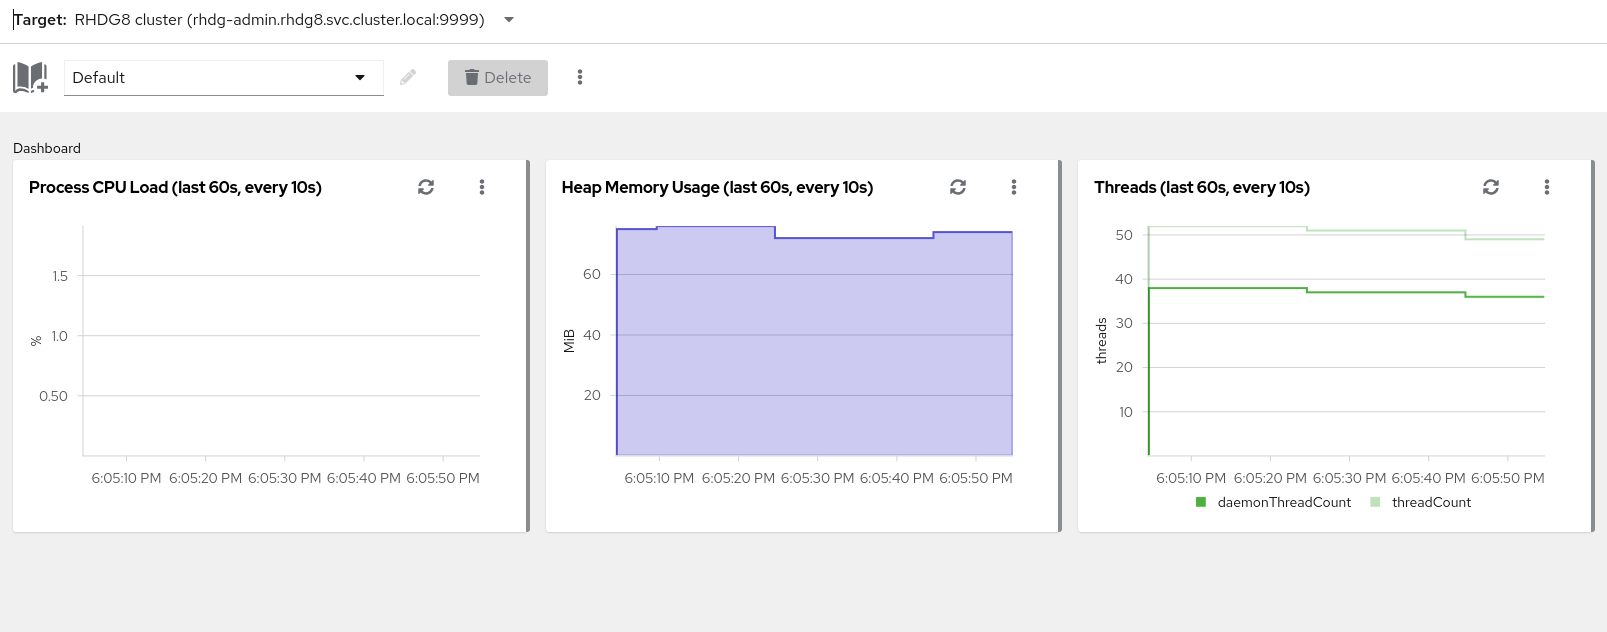 Target: RHDG8 cluster (rhdg-admin.rhdg8.svc.cluster.local:9999)
Default
Delete
Dashboard
Process CPU Load (last 60s, every 10s)
1.5
1.0
0.50
%
6:05:10 PM 6:05:20 PM 6:05:30 PM 6:05:40 PM 6:05:50 PM
Heap Memory Usage (last 60s, every 10s)
60
40
20
MiB
6:05:10 PM 6:05:20 PM 6:05:30 PM 6:05:40 PM 6:05:50 PM
Threads (last 60s, every 10s)
50
40
30
20
10
threads
6:05:10 PM 6:05:20 PM 6:05:30 PM 6:05:40 PM 6:05:50 PM
daemonThreadCount threadCount